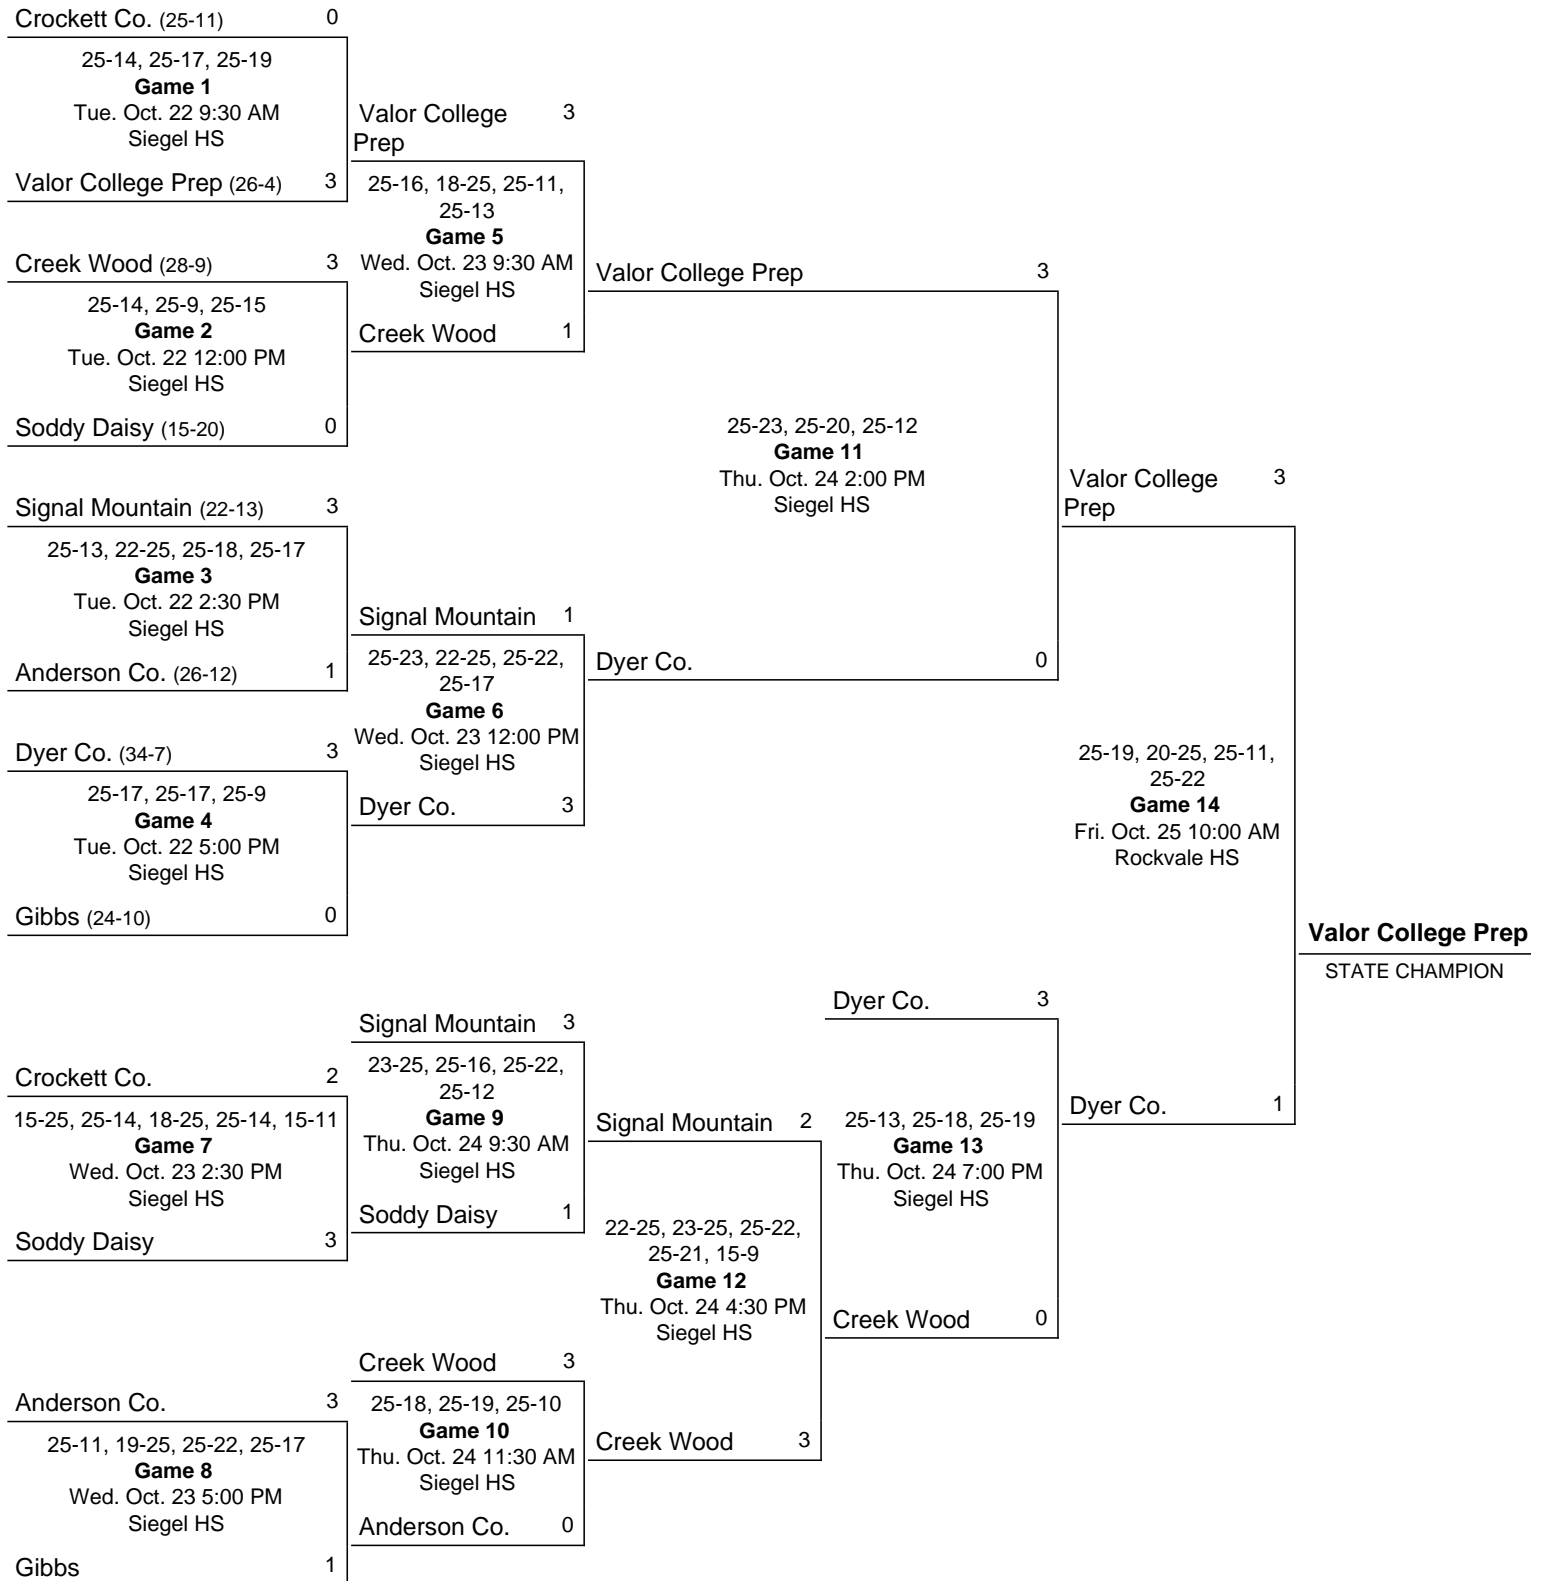 Crockett Co. (25-11) 0
25-14, 25-17, 25-19
Game 1
Tue. Oct. 22 9:30 AM
Siegel HS
Valor College Prep (26-4) 3
Creek Wood (28-9) 3
25-14, 25-9, 25-15
Game 2
Tue. Oct. 22 12:00 PM
Siegel HS
Soddy Daisy (15-20) 0
Signal Mountain (22-13) 3
25-13, 22-25, 25-18, 25-17
Game 3
Tue. Oct. 22 2:30 PM
Siegel HS
Anderson Co. (26-12) 1
Dyer Co. (34-7) 3
25-17, 25-17, 25-9
Game 4
Tue. Oct. 22 5:00 PM
Siegel HS
Gibbs (24-10) 0
Valor College 3
Prep
25-16, 18-25, 25-11,
25-13
Game 5
Wed. Oct. 23 9:30 AM
Siegel HS
Creek Wood 1
Signal Mountain 1
25-23, 22-25, 25-22,
25-17
Game 6
Wed. Oct. 23 12:00 PM
Siegel HS
Dyer Co. 3
Valor College Prep 3
25-23, 25-20, 25-12
Game 11
Thu. Oct. 24 2:00 PM
Siegel HS
Dyer Co. 0
Valor College 3
Prep
25-19, 20-25, 25-11,
25-22
Game 14
Fri. Oct. 25 10:00 AM
Rockvale HS
Dyer Co. 1
Valor College Prep
STATE CHAMPION
Crockett Co. 2
15-25, 25-14, 18-25, 25-14, 15-11
Game 7
Wed. Oct. 23 2:30 PM
Siegel HS
Soddy Daisy 3
Anderson Co. 3
25-11, 19-25, 25-22, 25-17
Game 8
Wed. Oct. 23 5:00 PM
Siegel HS
Gibbs 1
Signal Mountain 3
23-25, 25-16, 25-22,
25-12
Game 9
Thu. Oct. 24 9:30 AM
Siegel HS
Soddy Daisy 1
Creek Wood 3
25-18, 25-19, 25-10
Game 10
Thu. Oct. 24 11:30 AM
Siegel HS
Anderson Co. 0
Signal Mountain 2
22-25, 23-25, 25-22,
25-21, 15-9
Game 12
Thu. Oct. 24 4:30 PM
Siegel HS
Creek Wood 3
Dyer Co. 3
25-13, 25-18, 25-19
Game 13
Thu. Oct. 24 7:00 PM
Siegel HS
Creek Wood 0